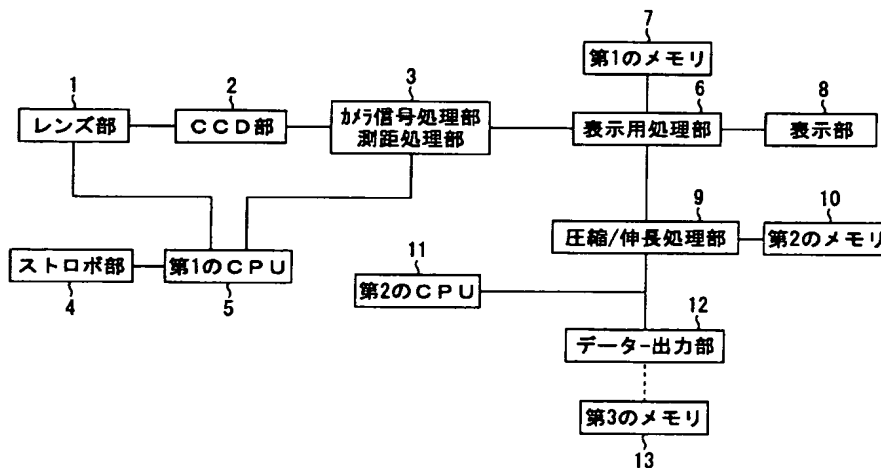 7
第1のメモリ
1
2
3
6
8
レンズ部
CCD部
カメラ信号処理部
測距処理部
表示用処理部
表示部
9
10
圧縮/伸長処理部
第2のメモリ
11
ストロボ部
第1のCPU
第2のCPU
4
5
12
データー出力部
第3のメモリ
13